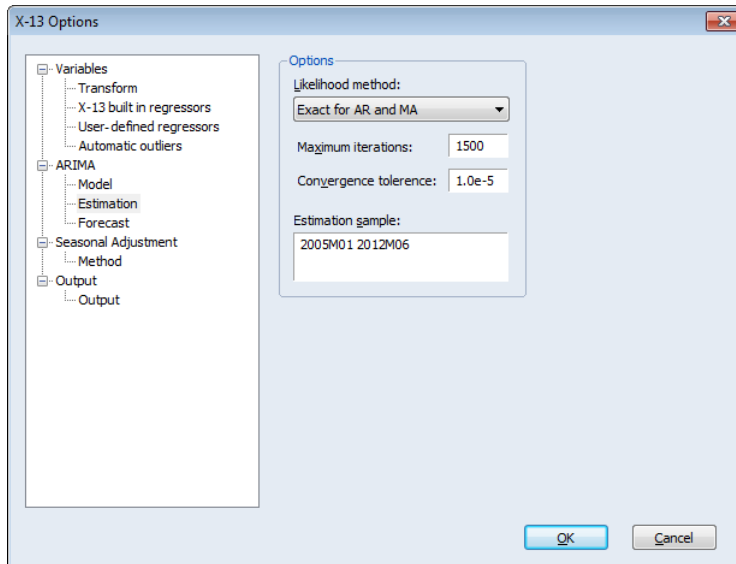 X-13 Options
Variables
Transform
X-13 built in regressors
User-defined regressors
Automatic outliers
ARIMA
Model
Estimation
Forecast
Seasonal Adjustment
Method
Output
Output
Options
Likelihood method:
Exact for AR and MA
Maximum iterations: 1500
Convergence tolerence: 1.0e-5
Estimation sample:
2005M01 2012M06
OK Cancel